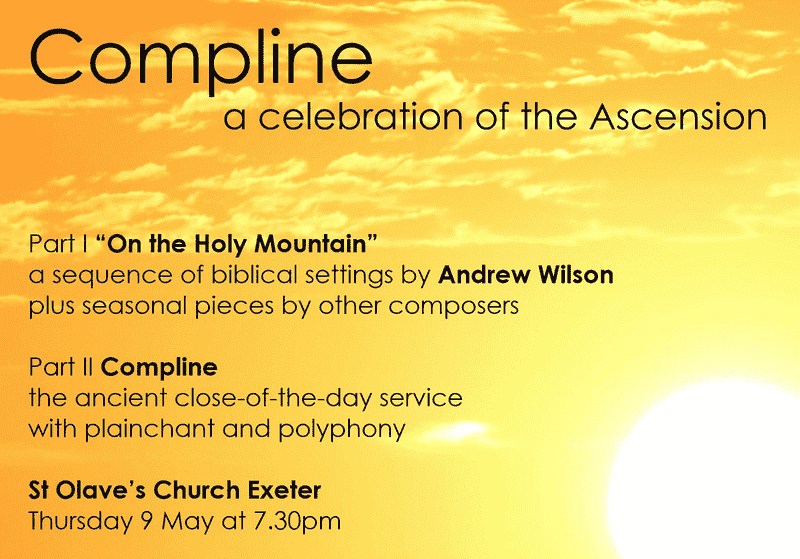 Compline
a celebration of the Ascension
Part I “On the Holy Mountain”
a sequence of biblical settings by Andrew Wilson
plus seasonal pieces by other composers
Part II Compline
the ancient close-of-the-day service
with plainchant and polyphony
St Olave’s Church Exeter
Thursday 9 May at 7.30pm